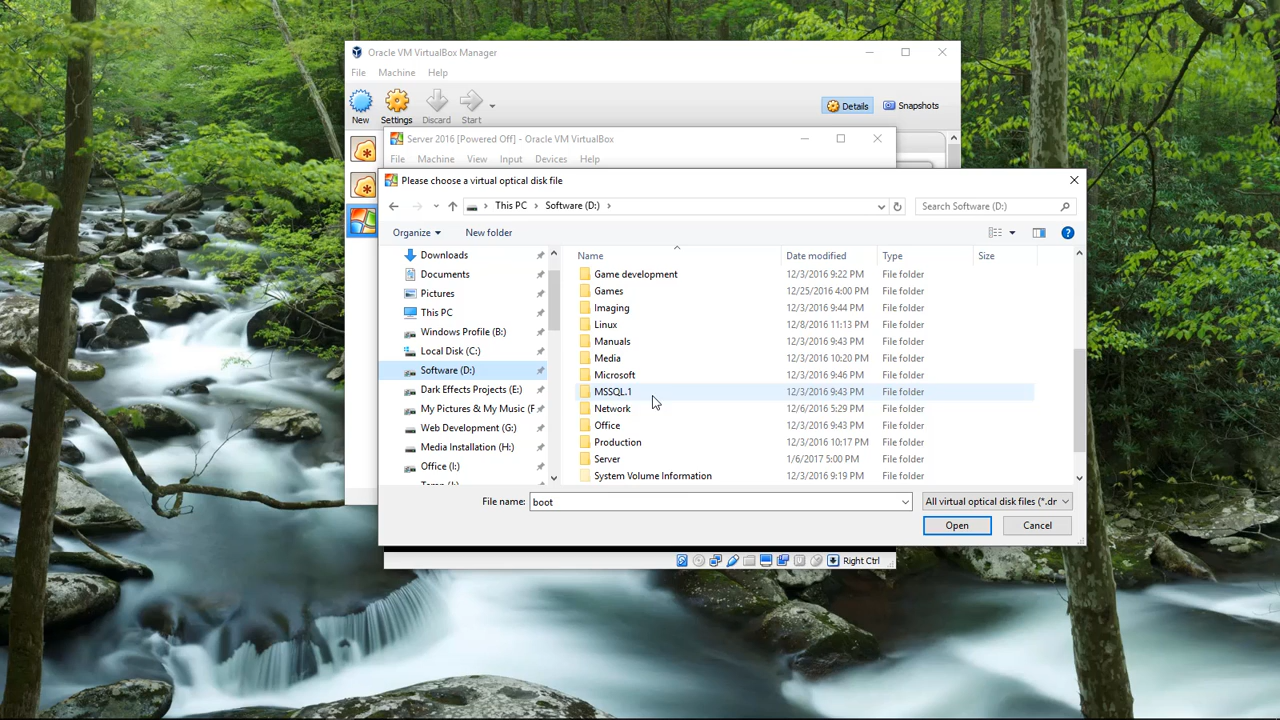 Oracle VM VirtualBox Manager
File Machine Help
New Settings Discard Start Details Snapshots
Server 2016 [Powered Off] - Oracle VM VirtualBox
File Machine View Input Devices Help
Please choose a virtual optical disk file
This PC Software (D:) Search Software (D:)
Organize New folder
Name Date modified Type Size
Downloads
Documents
Pictures
This PC
Windows Profile (B:)
Local Disk (C:)
Software (D:)
Dark Effects Projects (E:)
My Pictures & My Music (F
Web Development (G:)
Media Installation (H:)
Office (I:)
Game development 12/3/2016 9:22 PM File folder
Games 12/25/2016 4:00 PM File folder
Imaging 12/3/2016 9:44 PM File folder
Linux 12/8/2016 11:13 PM File folder
Manuals 12/3/2016 9:43 PM File folder
Media 12/3/2016 10:20 PM File folder
Microsoft 12/3/2016 9:46 PM File folder
MSSQL.1 12/3/2016 9:43 PM File folder
Network 12/6/2016 5:29 PM File folder
Office 12/3/2016 9:43 PM File folder
Production 12/3/2016 10:17 PM File folder
Server 1/6/2017 5:00 PM File folder
System Volume Information 12/3/2016 9:19 PM File folder
File name: boot All virtual optical disk files (*.dr
Open Cancel
Right Ctrl